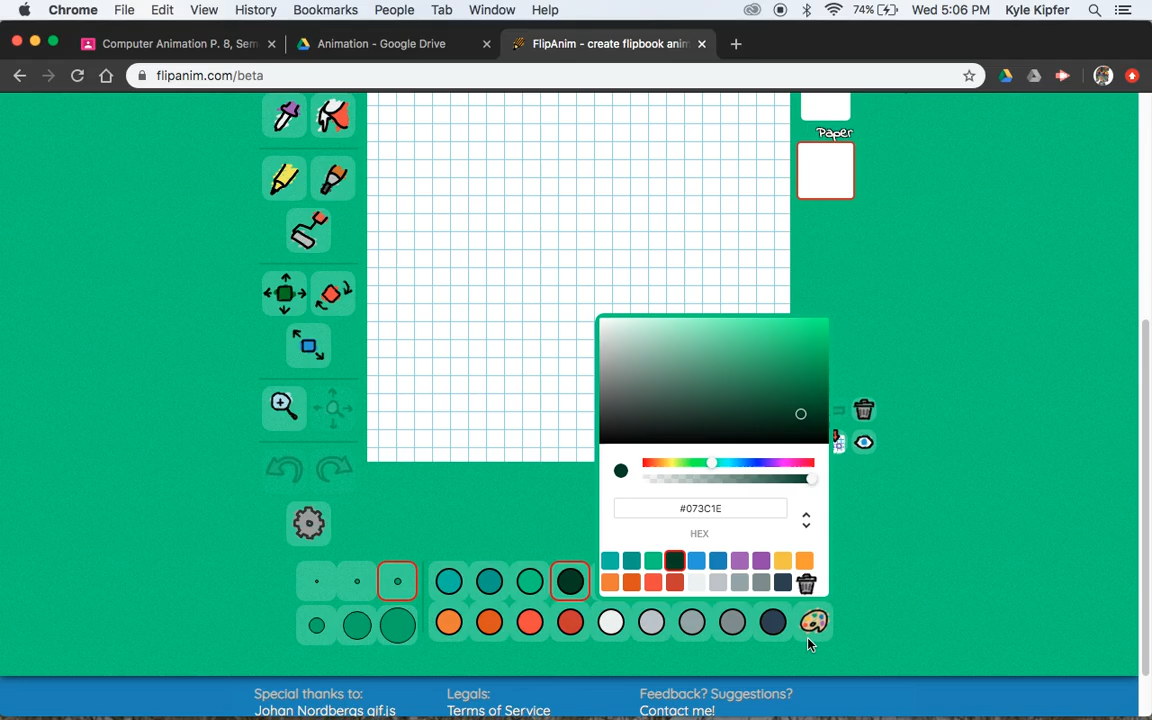 Chrome File Edit View History Bookmarks People Tab Window Help 74% Wed 5:06 PM Kyle Kipfer
Computer Animation P. 8, Sem Animation - Google Drive FlipAnim - create flipbook anim
flipanim.com/beta
Paper
#073C1E
HEX
Special thanks to: Legals: Feedback? Suggestions?
Johan Nordbergs gif.js Terms of Service Contact me!